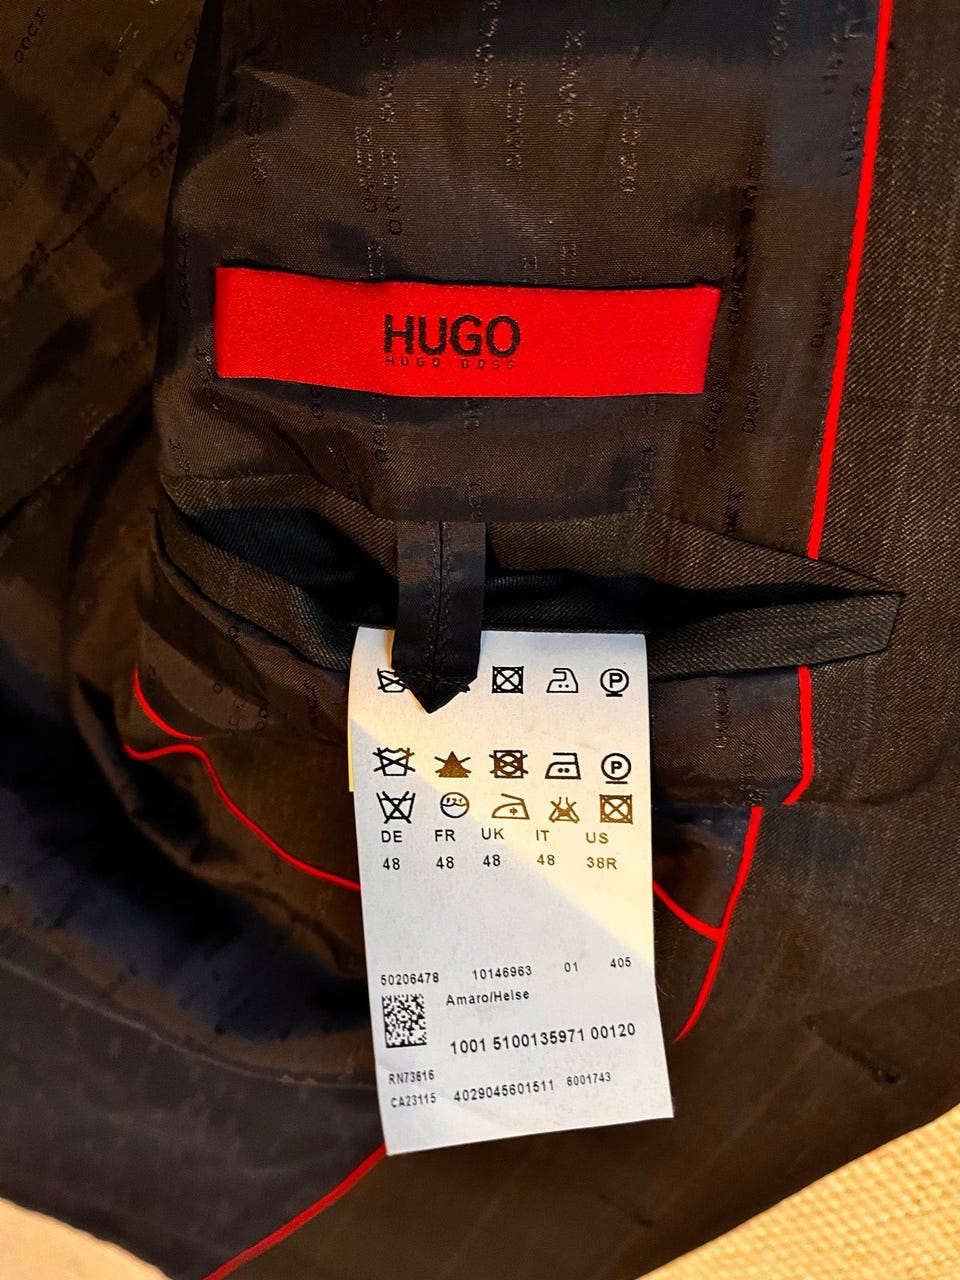 HUGO
HUGO BOSS
P
P
DE FR UK IT US
48 48 48 48 38R
50206478 10146963 01 405
Amaro/Helse
1001 5100135971 00120
RN73616
CA23115 4029045601511 6001743